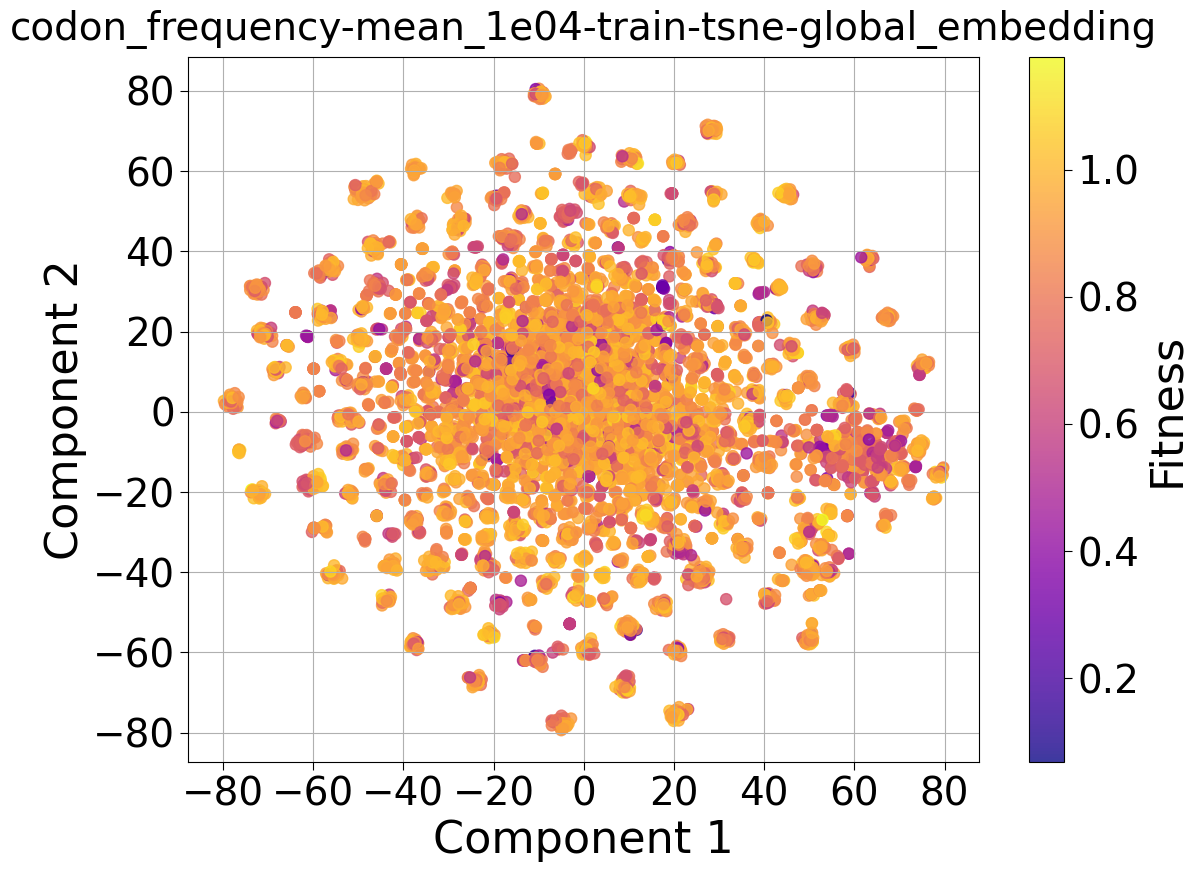 codon_frequency-mean_1e04-train-tsne-global_embedding
80
60
40
20
0
−20
−40
−60
−80
Component 2
−80 −60 −40 −20 0 20 40 60 80
Component 1
1.0
0.8
0.6
0.4
0.2
Fitness